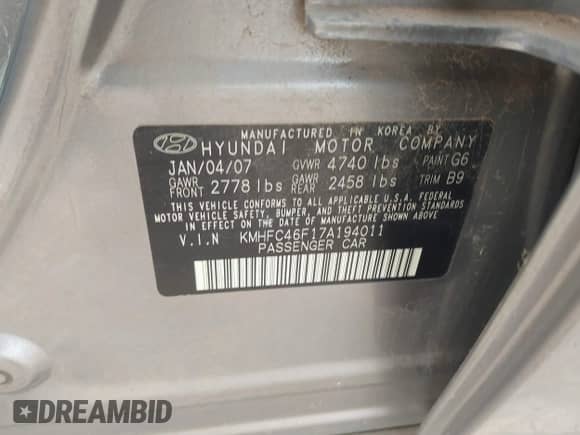 MANUFACTURED IN KOREA BY
HYUNDAI MOTOR COMPANY
JAN/04/07 GVWR 4740 lbs PAINT G6
GAWR FRONT 2778 lbs GAWR REAR 2458 lbs TRIM B9
THIS VEHICLE CONFORMS TO ALL APPLICABLE U.S.A. FEDERAL
MOTOR VEHICLE SAFETY, BUMPER, AND THEFT PREVENTION STANDARDS
IN EFFECT ON THE DATE OF MANUFACTURE SHOWN ABOVE.
V.I.N KMHFC46F17A194011
PASSENGER CAR
DREAMBID